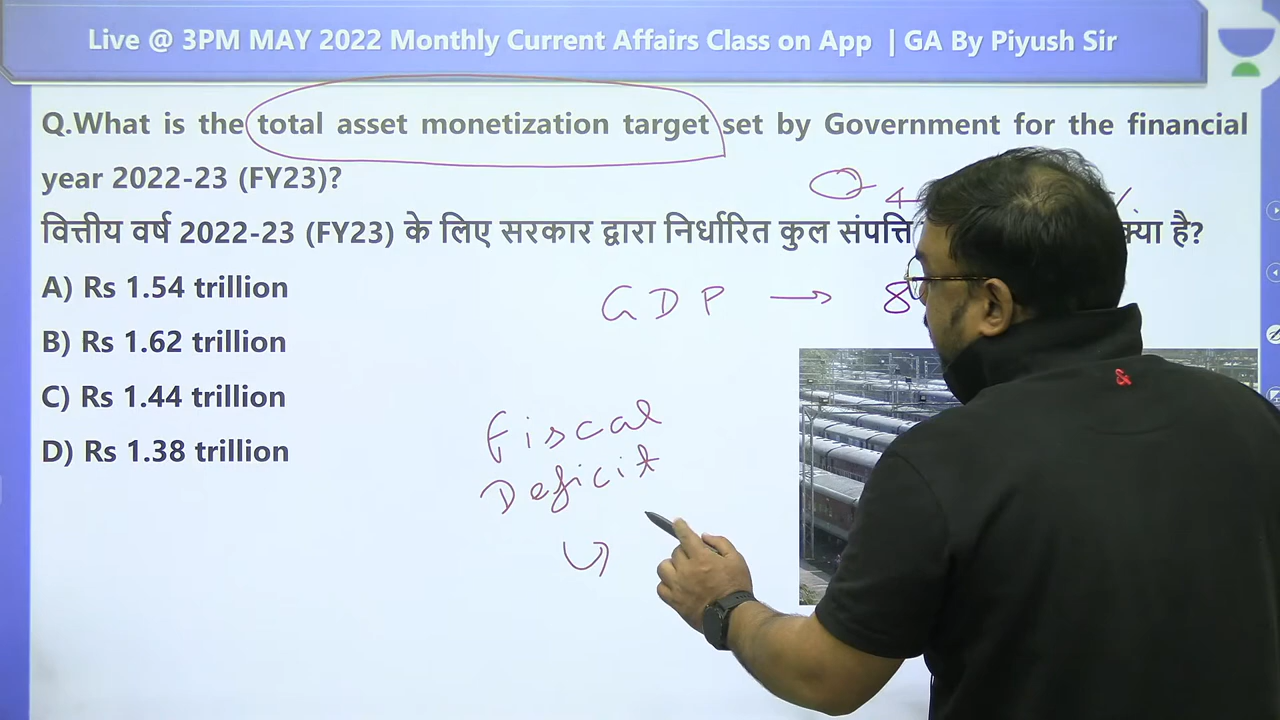 Live @ 3PM MAY 2022 Monthly Current Affairs Class on App | GA By Piyush Sir
Q.What is the total asset monetization target set by Government for the financial
year 2022-23 (FY23)?
Q4
वित्तीय वर्ष 2022-23 (FY23) के लिए सरकार द्वारा निर्धारित कुल संपत्ति क्या है?
A) Rs 1.54 trillion
GDP → 8
B) Rs 1.62 trillion
C) Rs 1.44 trillion
Fiscal
D) Rs 1.38 trillion
Deficit
&